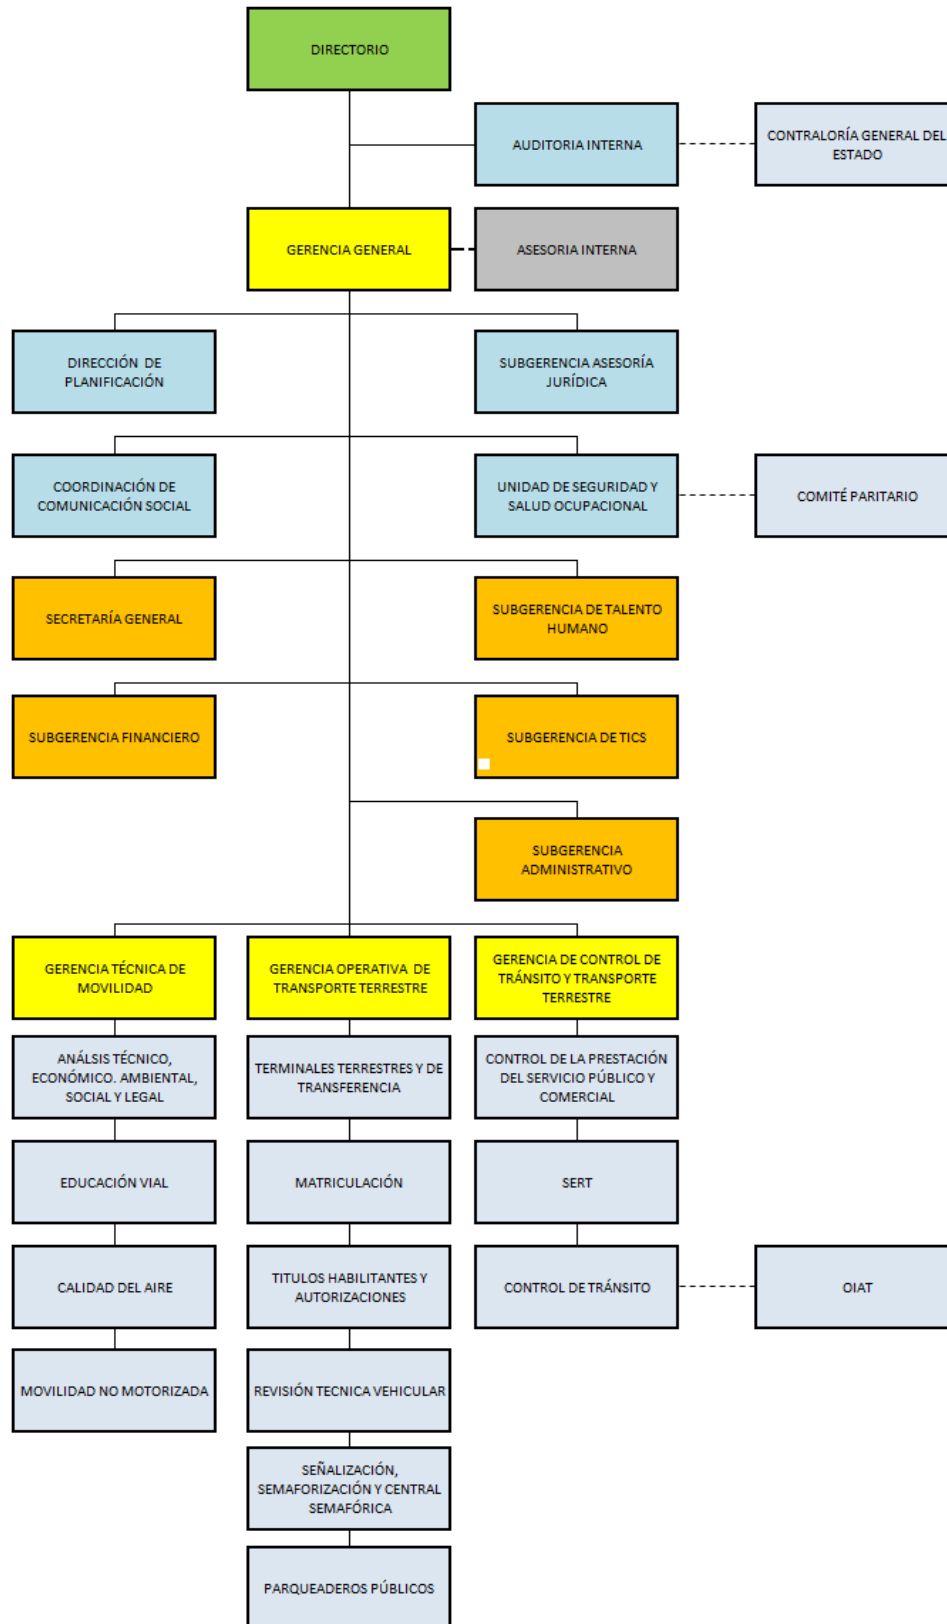 DIRECTORIO
AUDITORIA INTERNA
CONTRALORÍA GENERAL DEL
ESTADO
GERENCIA GENERAL
ASESORIA INTERNA
DIRECCIÓN DE
PLANIFICACIÓN
SUBGERENCIA ASESORÍA
JURÍDICA
COORDINACIÓN DE
COMUNICACIÓN SOCIAL
UNIDAD DE SEGURIDAD Y
SALUD OCUPACIONAL
COMITÉ PARITARIO
SECRETARÍA GENERAL
SUBGERENCIA DE TALENTO
HUMANO
SUBGERENCIA FINANCIERO
SUBGERENCIA DE TICS
SUBGERENCIA
ADMINISTRATIVO
GERENCIA TÉCNICA DE
MOVILIDAD
GERENCIA OPERATIVA DE
TRANSPORTE TERRESTRE
GERENCIA DE CONTROL DE
TRÁNSITO Y TRANSPORTE
TERRESTRE
ANÁLSIS TÉCNICO,
ECONÓMICO. AMBIENTAL,
SOCIAL Y LEGAL
TERMINALES TERRESTRES Y DE
TRANSFERENCIA
CONTROL DE LA PRESTACIÓN
DEL SERVICIO PÚBLICO Y
COMERCIAL
EDUCACIÓN VIAL
MATRICULACIÓN
SERT
CALIDAD DEL AIRE
TITULOS HABILITANTES Y
AUTORIZACIONES
CONTROL DE TRÁNSITO
OIAT
MOVILIDAD NO MOTORIZADA
REVISIÓN TECNICA VEHICULAR
SEÑALIZACIÓN,
SEMAFORIZACIÓN Y CENTRAL
SEMAFÓRICA
PARQUEADEROS PÚBLICOS